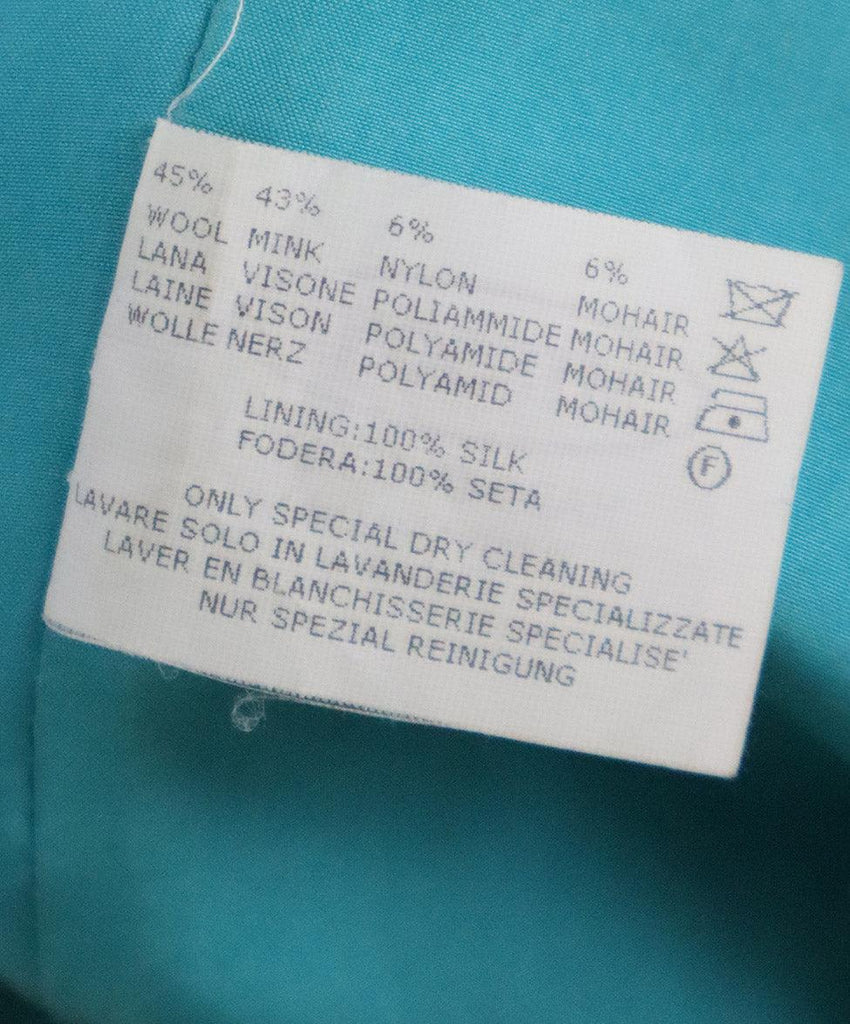 45% 43% 6% 6%
WOOL MINK NYLON MOHAIR
LANA VISONE POLIAMMIDE MOHAIR
LAINE VISON POLYAMIDE MOHAIR
WOLLE NERZ POLYAMID MOHAIR
LINING:100% SILK
FODERA:100% SETA
F
ONLY SPECIAL DRY CLEANING
LAVARE SOLO IN LAVANDERIE SPECIALIZZATE
LAVER EN BLANCHISSERIE SPECIALISE'
NUR SPEZIAL REINIGUNG